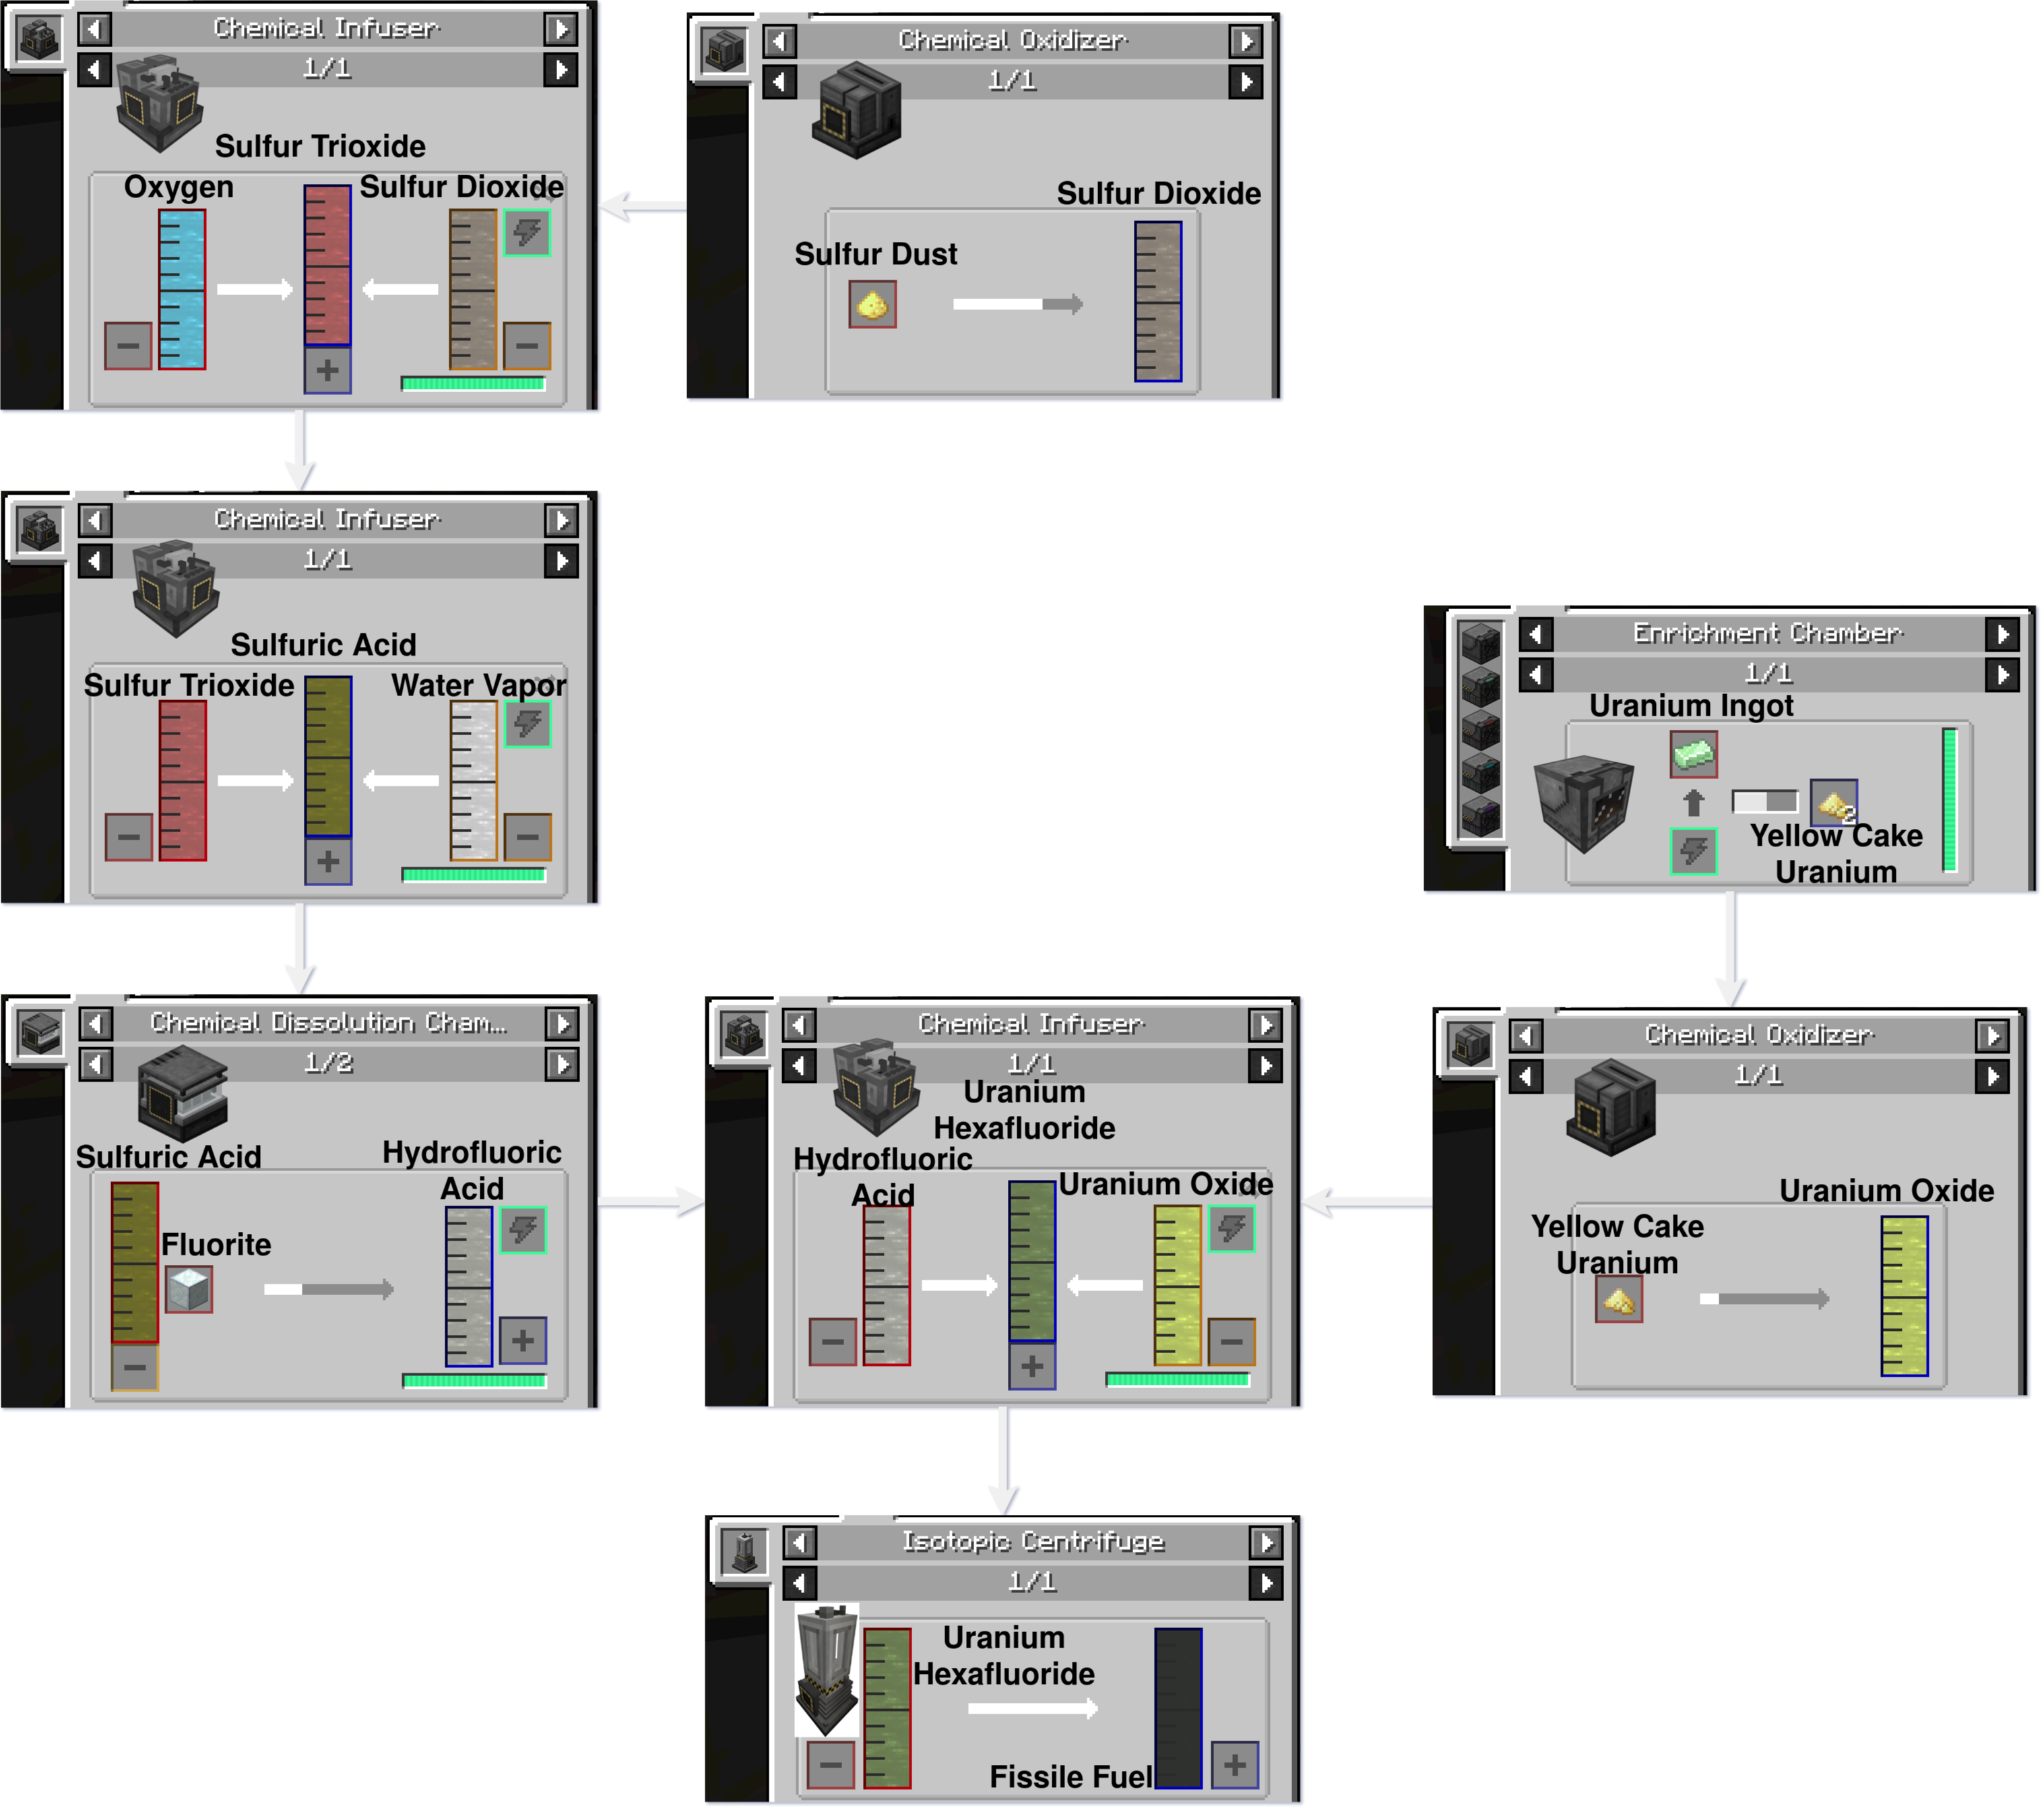 Chemical Infuser
1/1
Sulfur Trioxide
Oxygen
Sulfur Dioxide
Chemical Oxidizer
1/1
Sulfur Dioxide
Sulfur Dust
Chemical Infuser
1/1
Sulfuric Acid
Sulfur Trioxide
Water Vapor
Enrichment Chamber
1/1
Uranium Ingot
2
Yellow Cake
Uranium
Chemical Dissolution Cham...
1/2
Sulfuric Acid
Hydrofluoric
Acid
Fluorite
Chemical Infuser
1/1
Uranium
Hexafluoride
Hydrofluoric
Acid
Uranium Oxide
Chemical Oxidizer
1/1
Uranium Oxide
Yellow Cake
Uranium
Isotopic Centrifuge
1/1
Uranium
Hexafluoride
Fissile Fuel